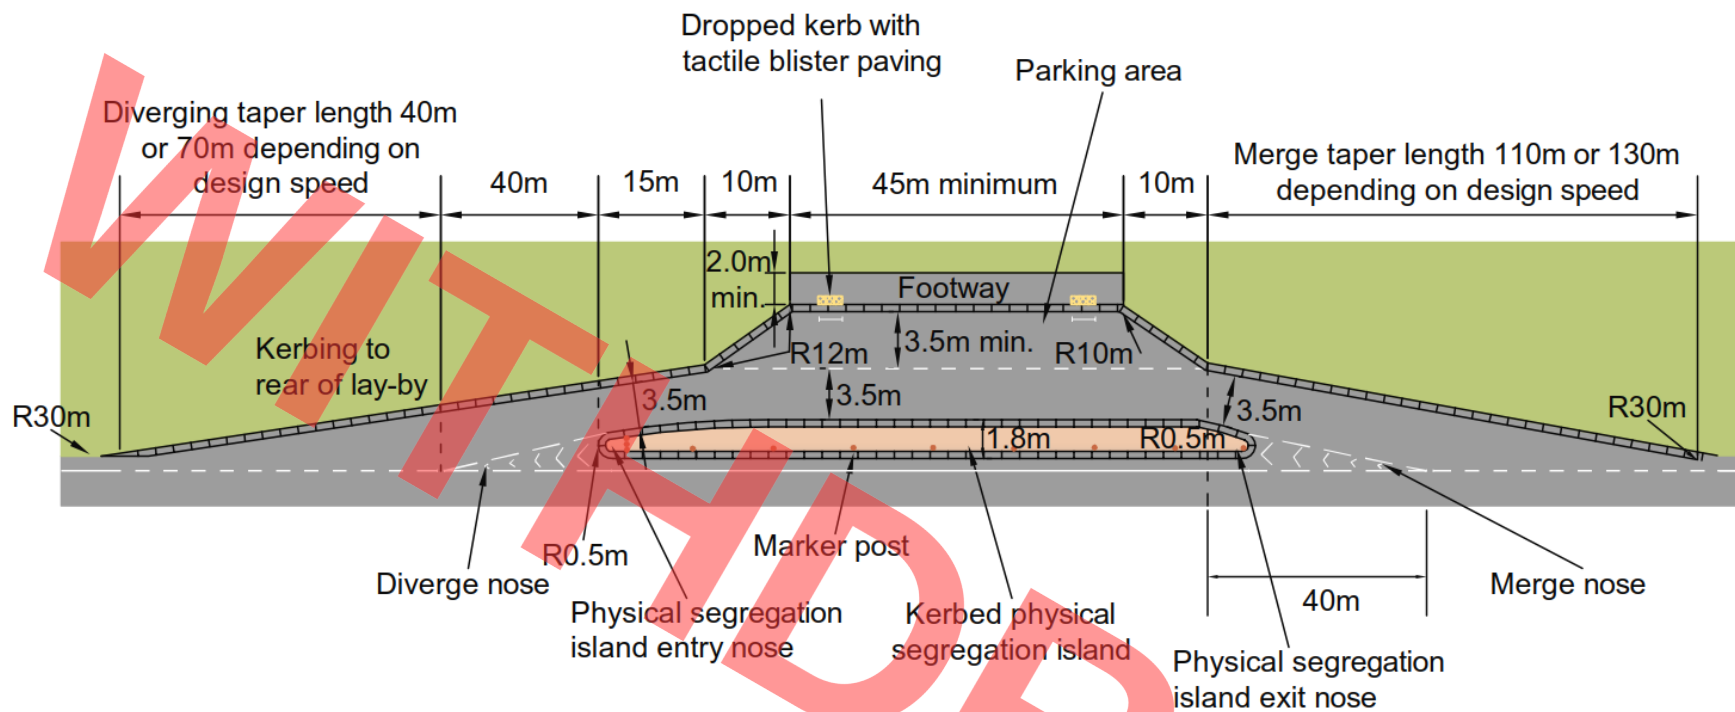 Dropped kerb with
tactile blister paving
Parking area
Diverging taper length 40m
or 70m depending on
design speed
40m
15m
10m
45m minimum
10m
Merge taper length 110m or 130m
depending on design speed
2.0m
min.
Footway
Kerbing to
rear of lay-by
R12m
3.5m min.
R10m
R30m
3.5m
3.5m
3.5m
R30m
1.8m
R0.5m
R0.5m
Marker post
Diverge nose
Physical segregation
island entry nose
Kerbed physical
segregation island
40m
Merge nose
Physical segregation
island exit nose
WITHDR